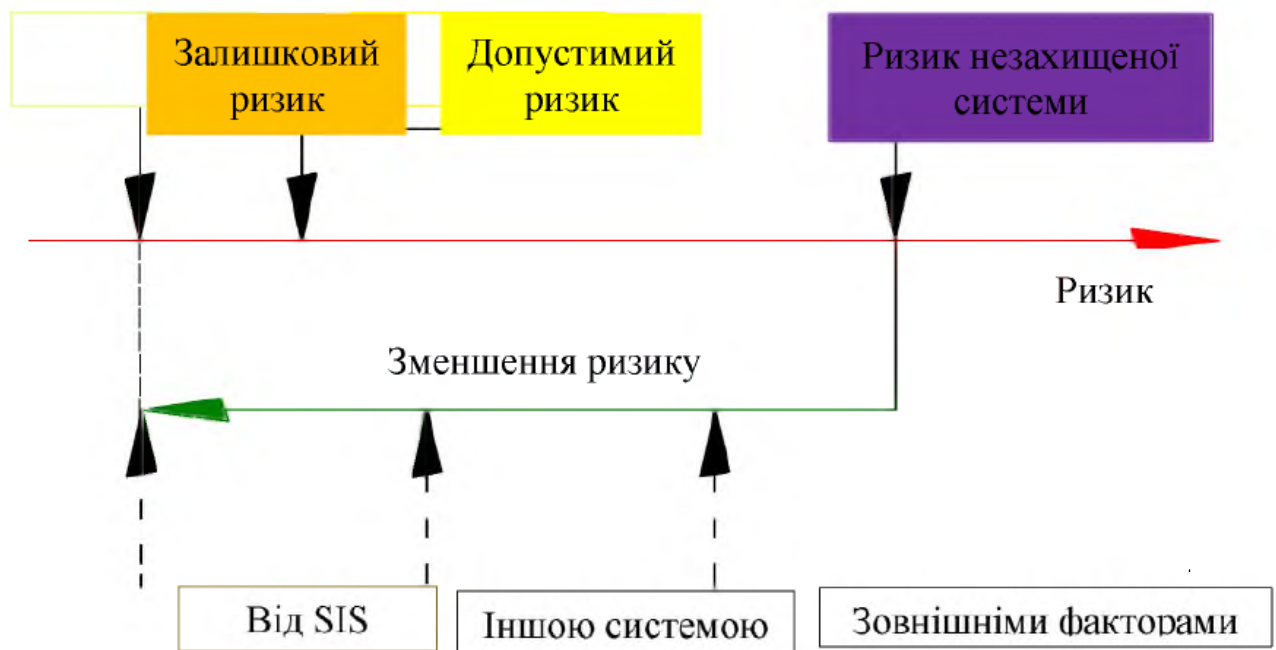 Залишковий
ризик
Допустимий
ризик
Ризик незахищеної
системи
Ризик
Зменшення ризику
Від SIS
Іншою системою
Зовнішніми факторами